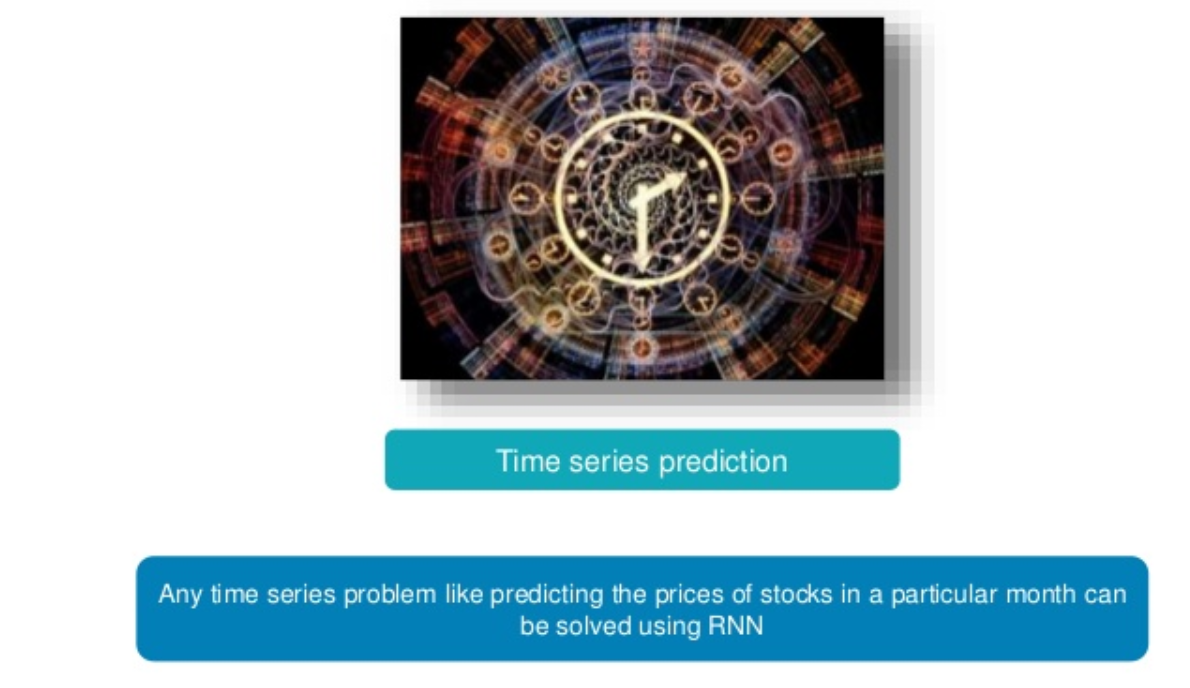 Time series prediction
Any time series problem like predicting the prices of stocks in a particular month can
be solved using RNN